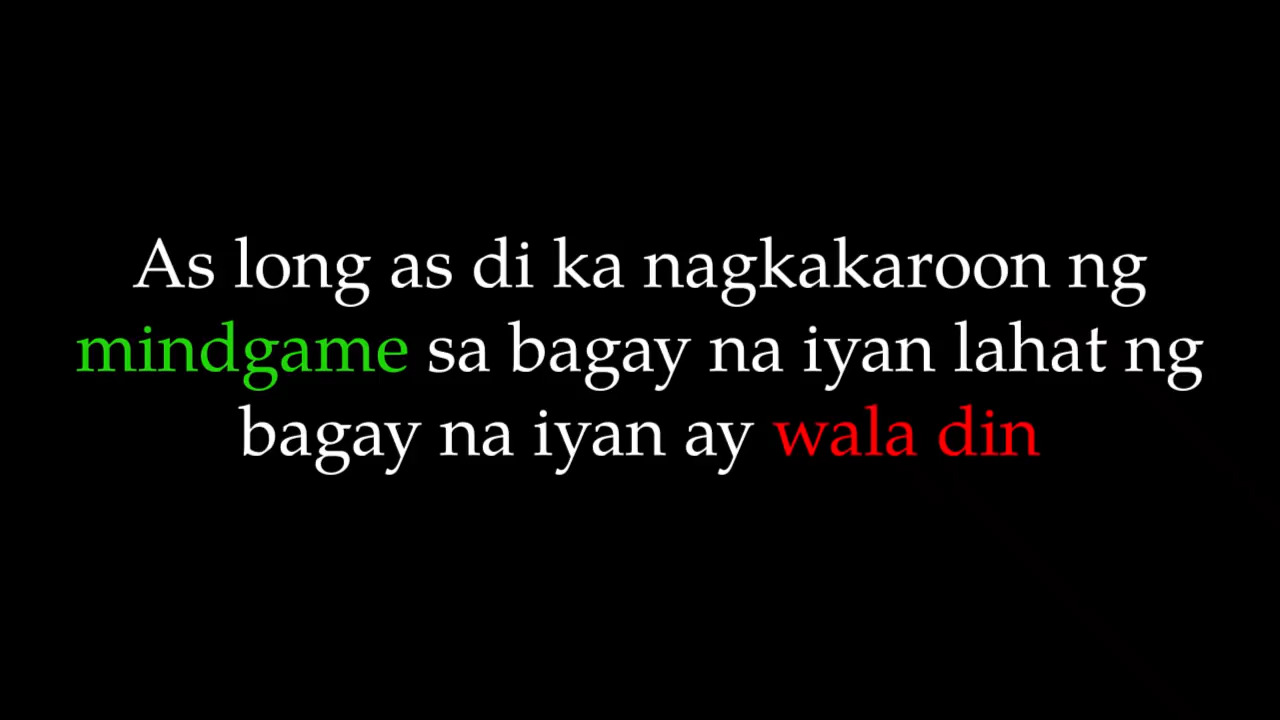 As long as di ka nagkakaroon ng
mindgame sa bagay na iyan lahat ng
bagay na iyan ay wala din